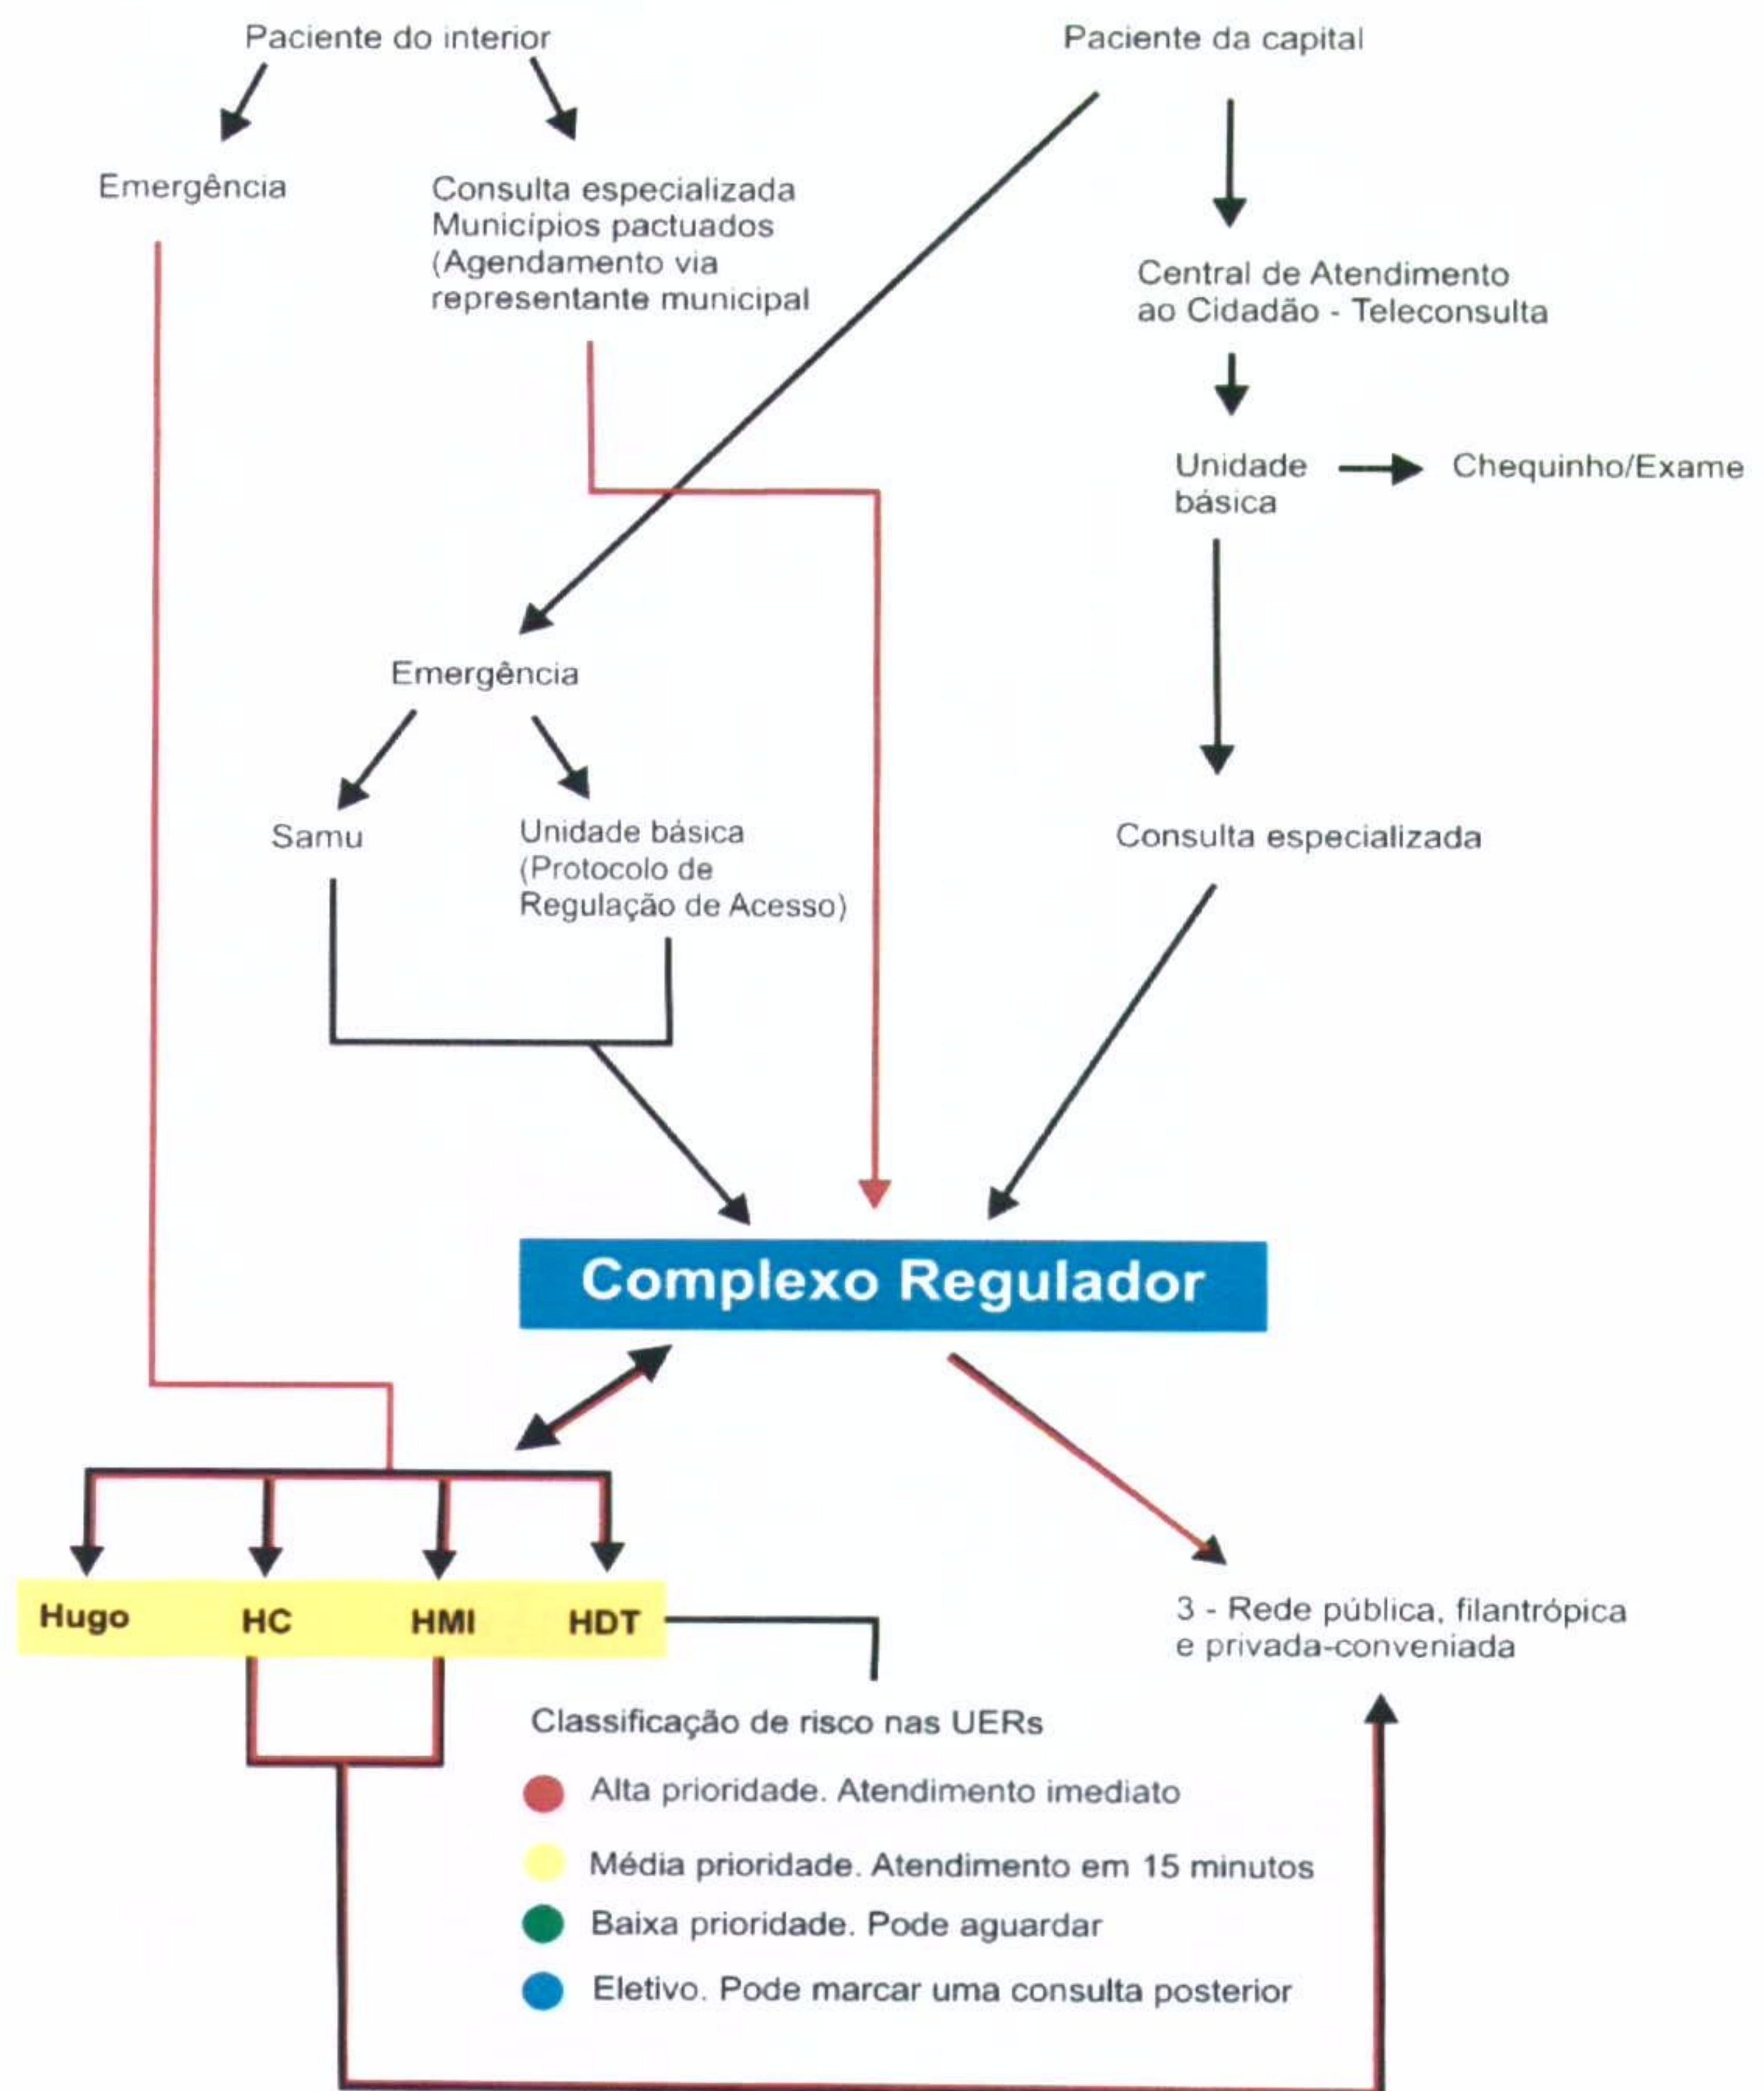 Paciente do interior
Paciente da capital
Emergência
Consulta especializada
Municípios pactuados
(Agendamento via
representante municipal
Central de Atendimento
ao Cidadão - Teleconsulta
Unidade
básica
Chequinho/Exame
Emergência
Samu
Unidade básica
(Protocolo de
Regulação de Acesso)
Consulta especializada
Complexo Regulador
Hugo
HC
HMI
HDT
3 - Rede pública, filantrópica
e privada-conveniada
Classificação de risco nas UERs
Alta prioridade. Atendimento imediato
Média prioridade. Atendimento em 15 minutos
Baixa prioridade. Pode aguardar
Eletivo. Pode marcar uma consulta posterior